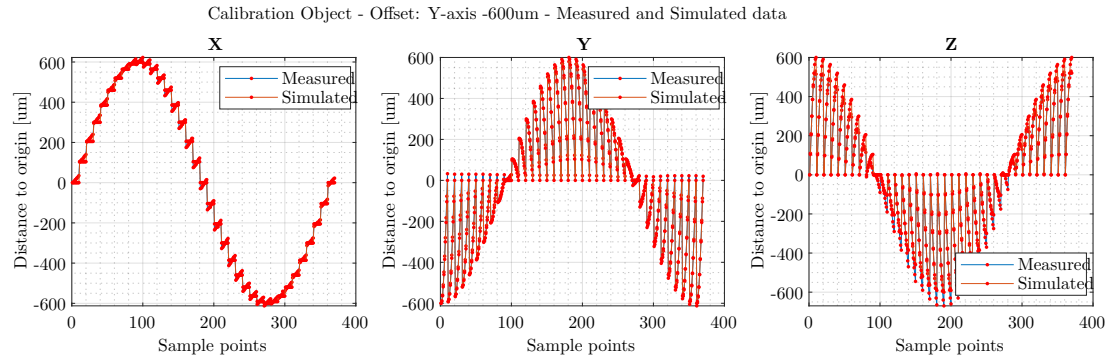 Calibration Object - Offset: Y-axis -600um - Measured and Simulated data
X
Distance to origin [um]
600
400
200
0
-200
-400
-600
0 100 200 300 400
Sample points
Measured
Simulated
Y
Distance to origin [um]
600
400
200
0
-200
-400
-600
0 100 200 300 400
Sample points
Measured
Simulated
Z
Distance to origin [um]
600
400
200
0
-200
-400
-600
0 100 200 300 400
Sample points
Measured
Simulated